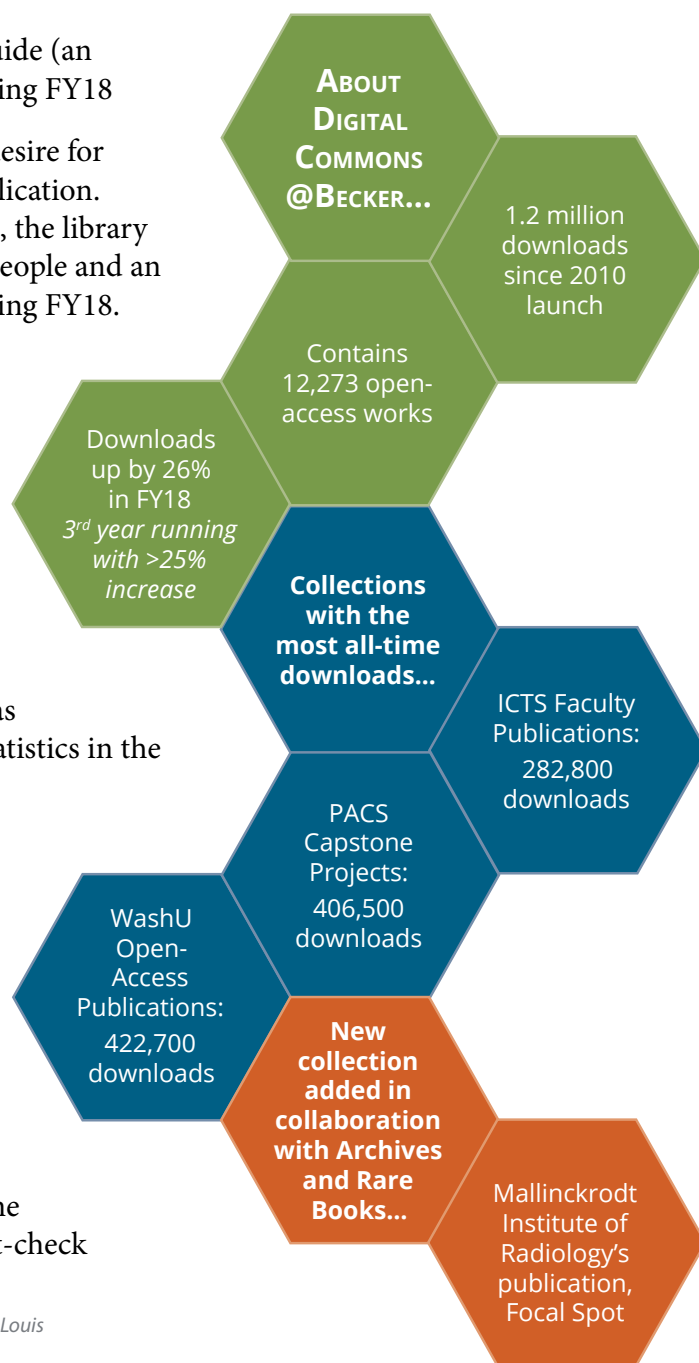 uide (an
ing FY18
esire for
lication.
, the library
eople and an
ing FY18.
as
atistics in the
ne
t-check
Louis
ABOUT
DIGITAL
COMMONS
@BECKER...
1.2 million
downloads
since 2010
launch
Contains
12,273 open-
access works
Downloads
up by 26%
in FY18
3rd year running
with >25%
increase
Collections
with the
most all-time
downloads...
ICTS Faculty
Publications:
282,800
downloads
PACS
Capstone
Projects:
406,500
downloads
WashU
Open-
Access
Publications:
422,700
downloads
New
collection
added in
collaboration
with Archives
and Rare
Books...
Mallinckrodt
Institute of
Radiology's
publication,
Focal Spot